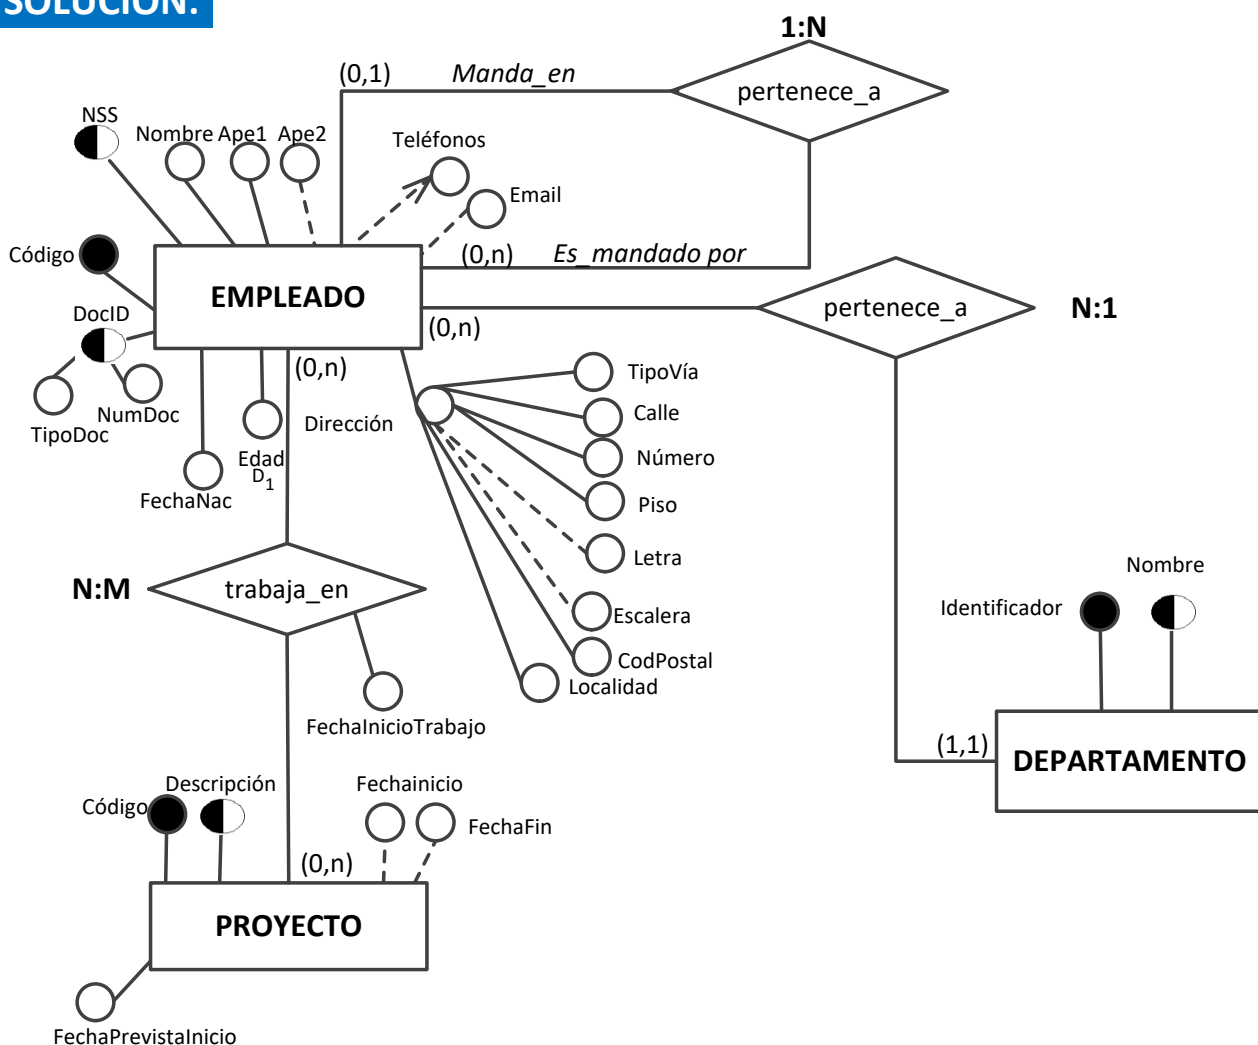 SOLUCIÓN:
1:N
(0,1)
Manda_en
pertenece_a
NSS
Nombre
Ape1
Ape2
Teléfonos
Email
Código
(0,n)
Es_mandado por
EMPLEADO
pertenece_a
N:1
DocID
(0,n)
(0,n)
TipoVía
NumDoc
TipoDoc
Dirección
Calle
Edad
D1
Número
FechaNac
Piso
Letra
N:M
trabaja_en
Nombre
Identificador
Escalera
CodPostal
Localidad
FechaInicioTrabajo
(1,1)
DEPARTAMENTO
Descripción
Código
Fechainicio
FechaFin
(0,n)
PROYECTO
FechaPrevistaInicio